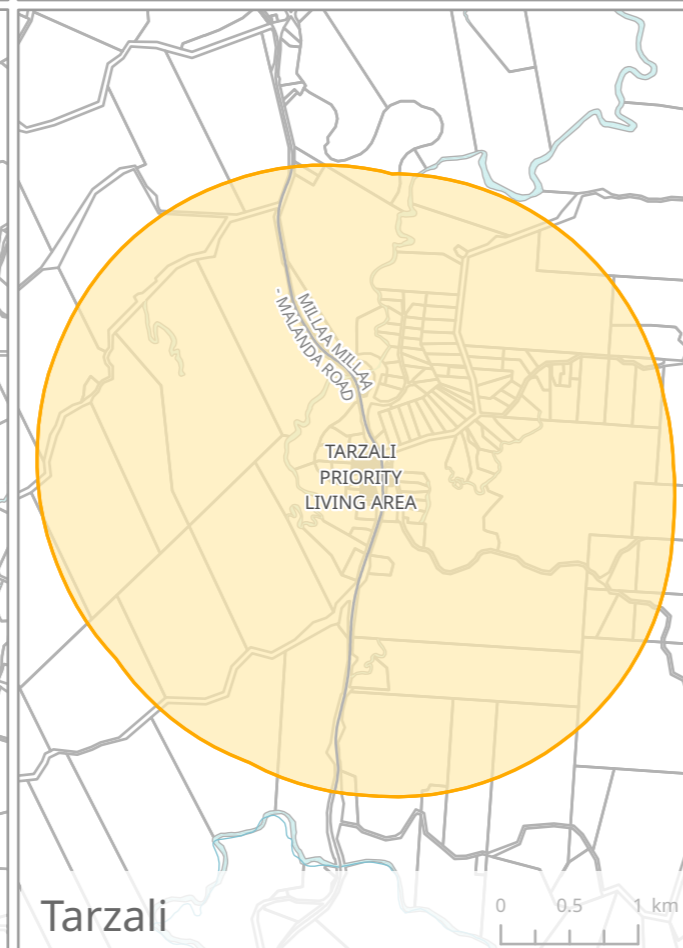 MILLAA MILLAA
- MALANDA ROAD
TARZALI
PRIORITY
LIVING AREA
Tarzali
0 0.5 1 km